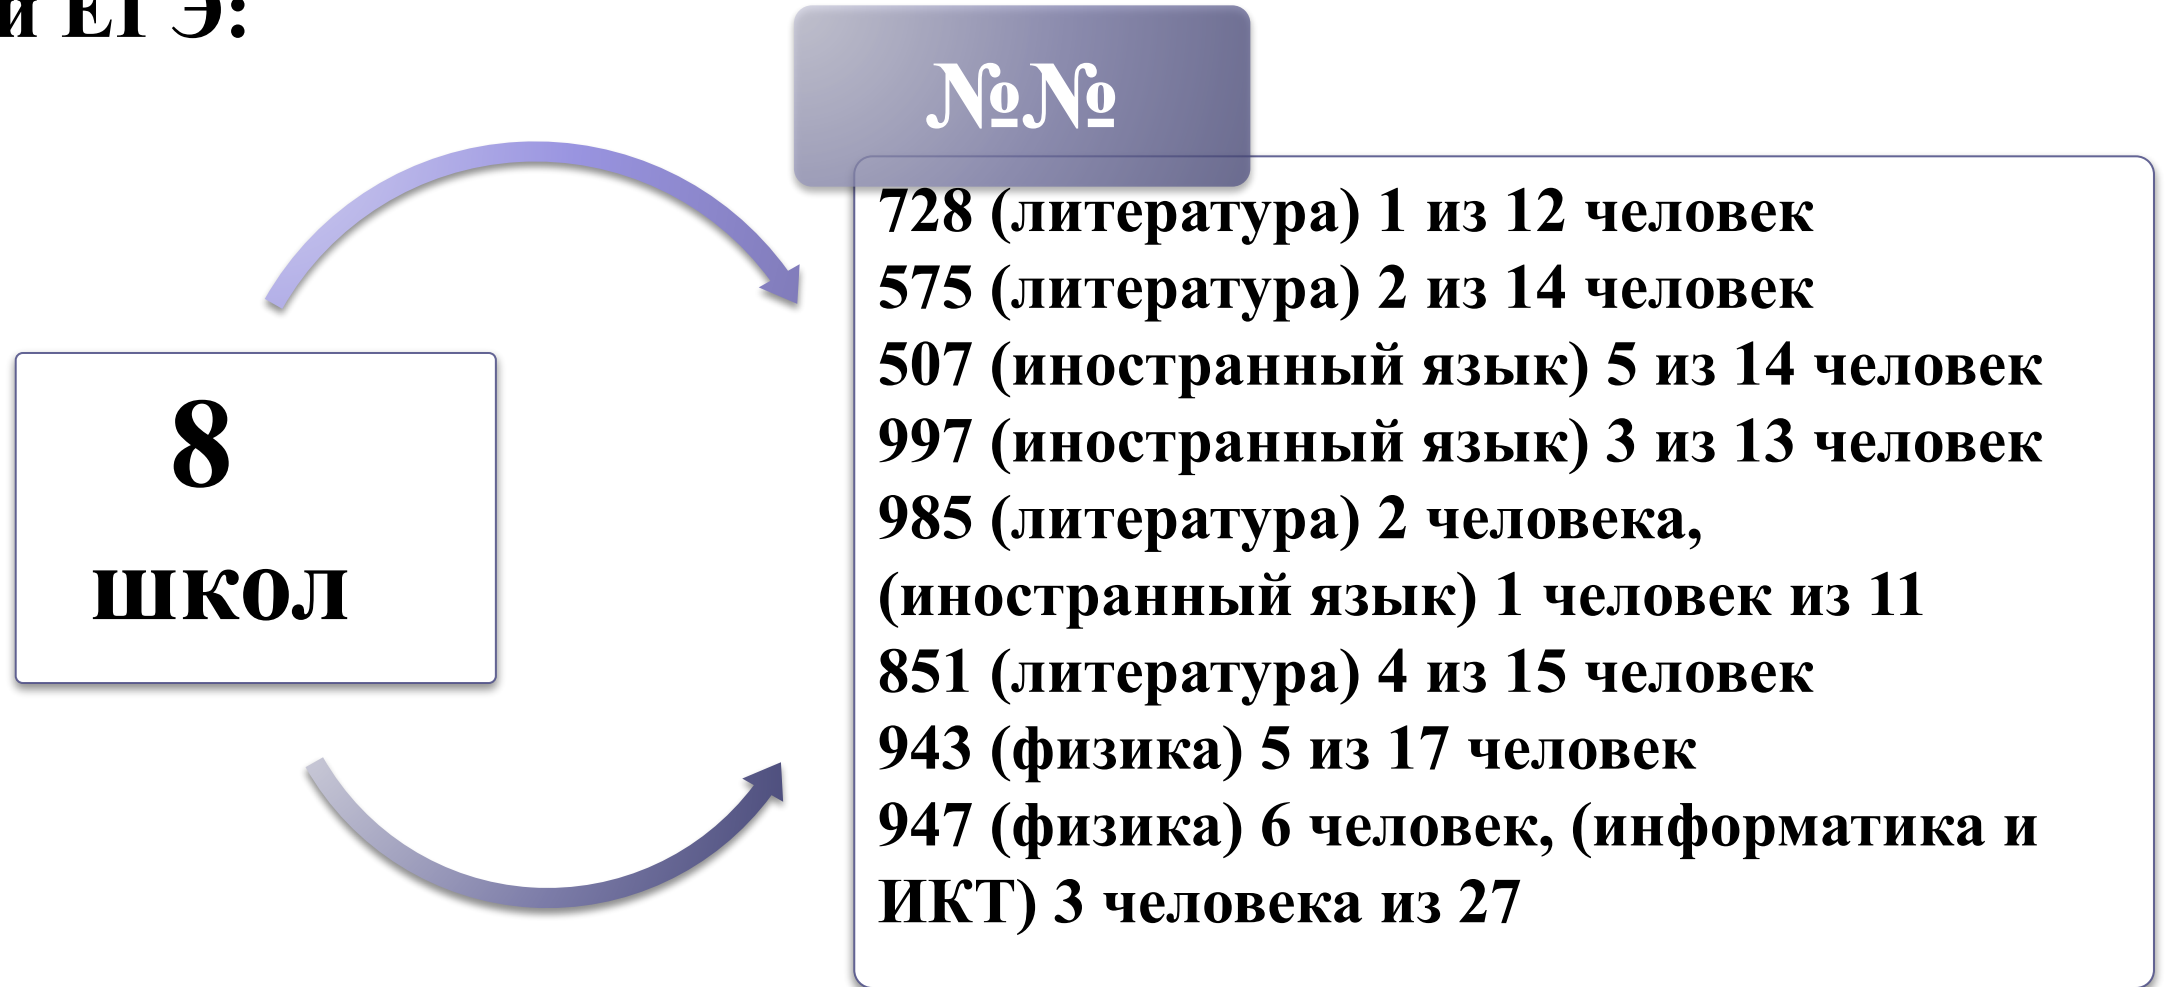 и ЕГЭ:
№№
8
школ
728 (литература) 1 из 12 человек
575 (литература) 2 из 14 человек
507 (иностранный язык) 5 из 14 человек
997 (иностранный язык) 3 из 13 человек
985 (литература) 2 человека,
(иностранный язык) 1 человек из 11
851 (литература) 4 из 15 человек
943 (физика) 5 из 17 человек
947 (физика) 6 человек, (информатика и
ИКТ) 3 человека из 27